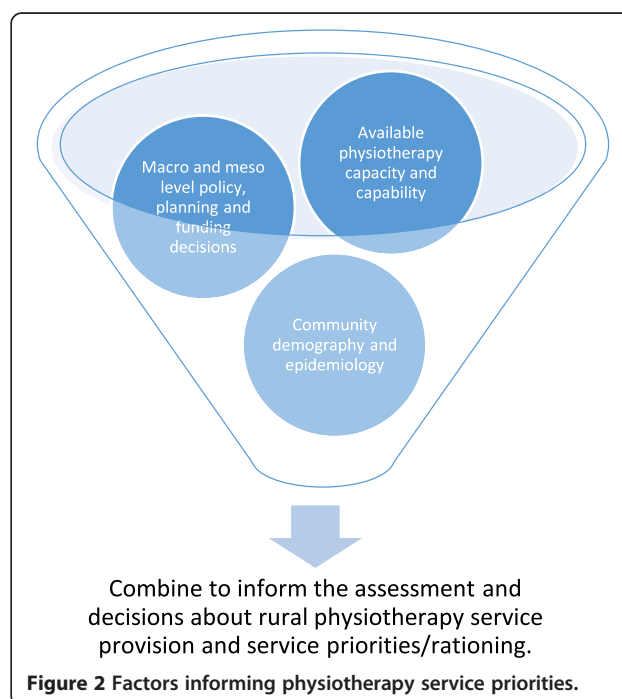 Available
physiotherapy
capacity and
capability
Macro and meso
level policy,
planning and
funding
decisions
Community
demography and
epidemiology
Combine to inform the assessment and
decisions about rural physiotherapy service
provision and service priorities/rationing.
Figure 2 Factors informing physiotherapy service priorities.